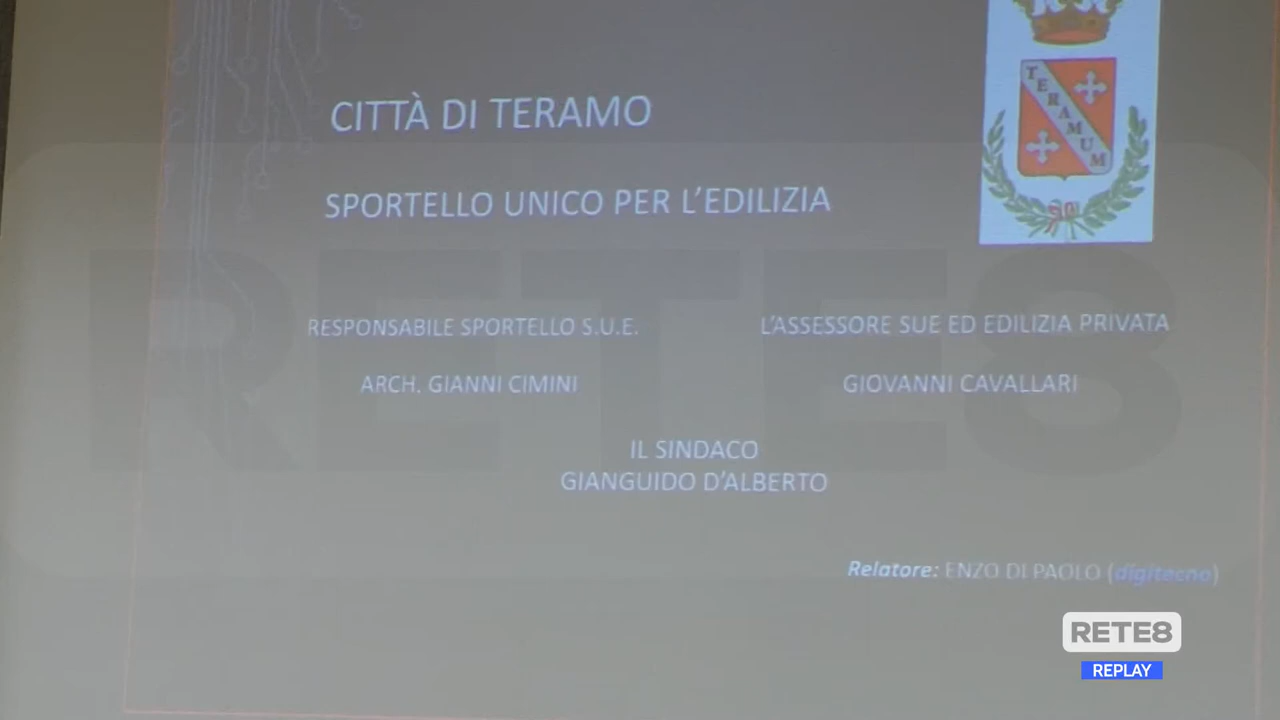 CITTÀ DI TERAMO
TERAMUM
SPORTELLO UNICO PER L'EDILIZIA
RETE8
RESPONSABILE SPORTELLO S.U.E.
L'ASSESSORE SUE ED EDILIZIA PRIVATA
ARCH. GIANNI CIMINI
GIOVANNI CAVALLARI
IL SINDACO
GIANGUIDO D'ALBERTO
Relatore: ENZO DI PAOLO (digitecno)
RETE8
REPLAY